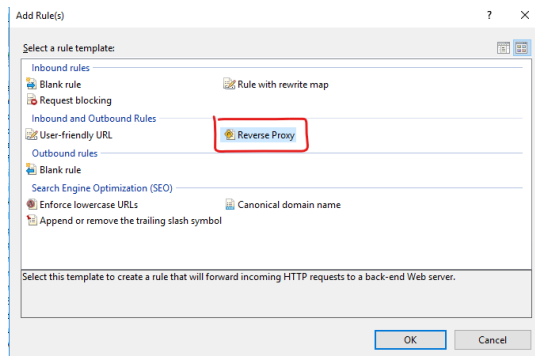 Add Rule(s)
?
Select a rule template:
Inbound rules
Blank rule
Rule with rewrite map
Request blocking
Inbound and Outbound Rules
User-friendly URL
Reverse Proxy
Outbound rules
Blank rule
Search Engine Optimization (SEO)
Enforce lowercase URLs
Canonical domain name
Append or remove the trailing slash symbol
Select this template to create a rule that will forward incoming HTTP requests to a back-end Web server.
OK
Cancel